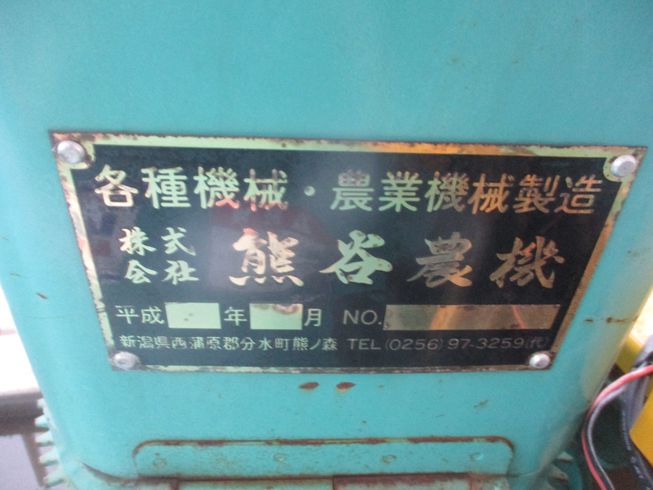 各種機械・農業機械製造
株式会社 熊谷農機
平成 年 月 NO.
新潟県西蒲原郡分水町熊ノ森 TEL (0256) 97-3259(代)